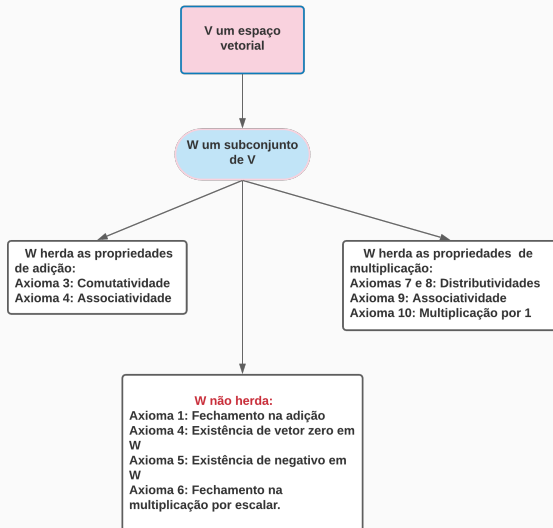 V um espaço
vetorial
W um subconjunto
de V
W herda as propriedades
de adição:
Axioma 3: Comutatividade
Axioma 4: Associatividade
W herda as propriedades de
multiplicação:
Axiomas 7 e 8: Distributividades
Axioma 9: Associatividade
Axioma 10: Multiplicação por 1
W não herda:
Axioma 1: Fechamento na adição
Axioma 4: Existência de vetor zero em
W
Axioma 5: Existência de negativo em
W
Axioma 6: Fechamento na
multiplicação por escalar.